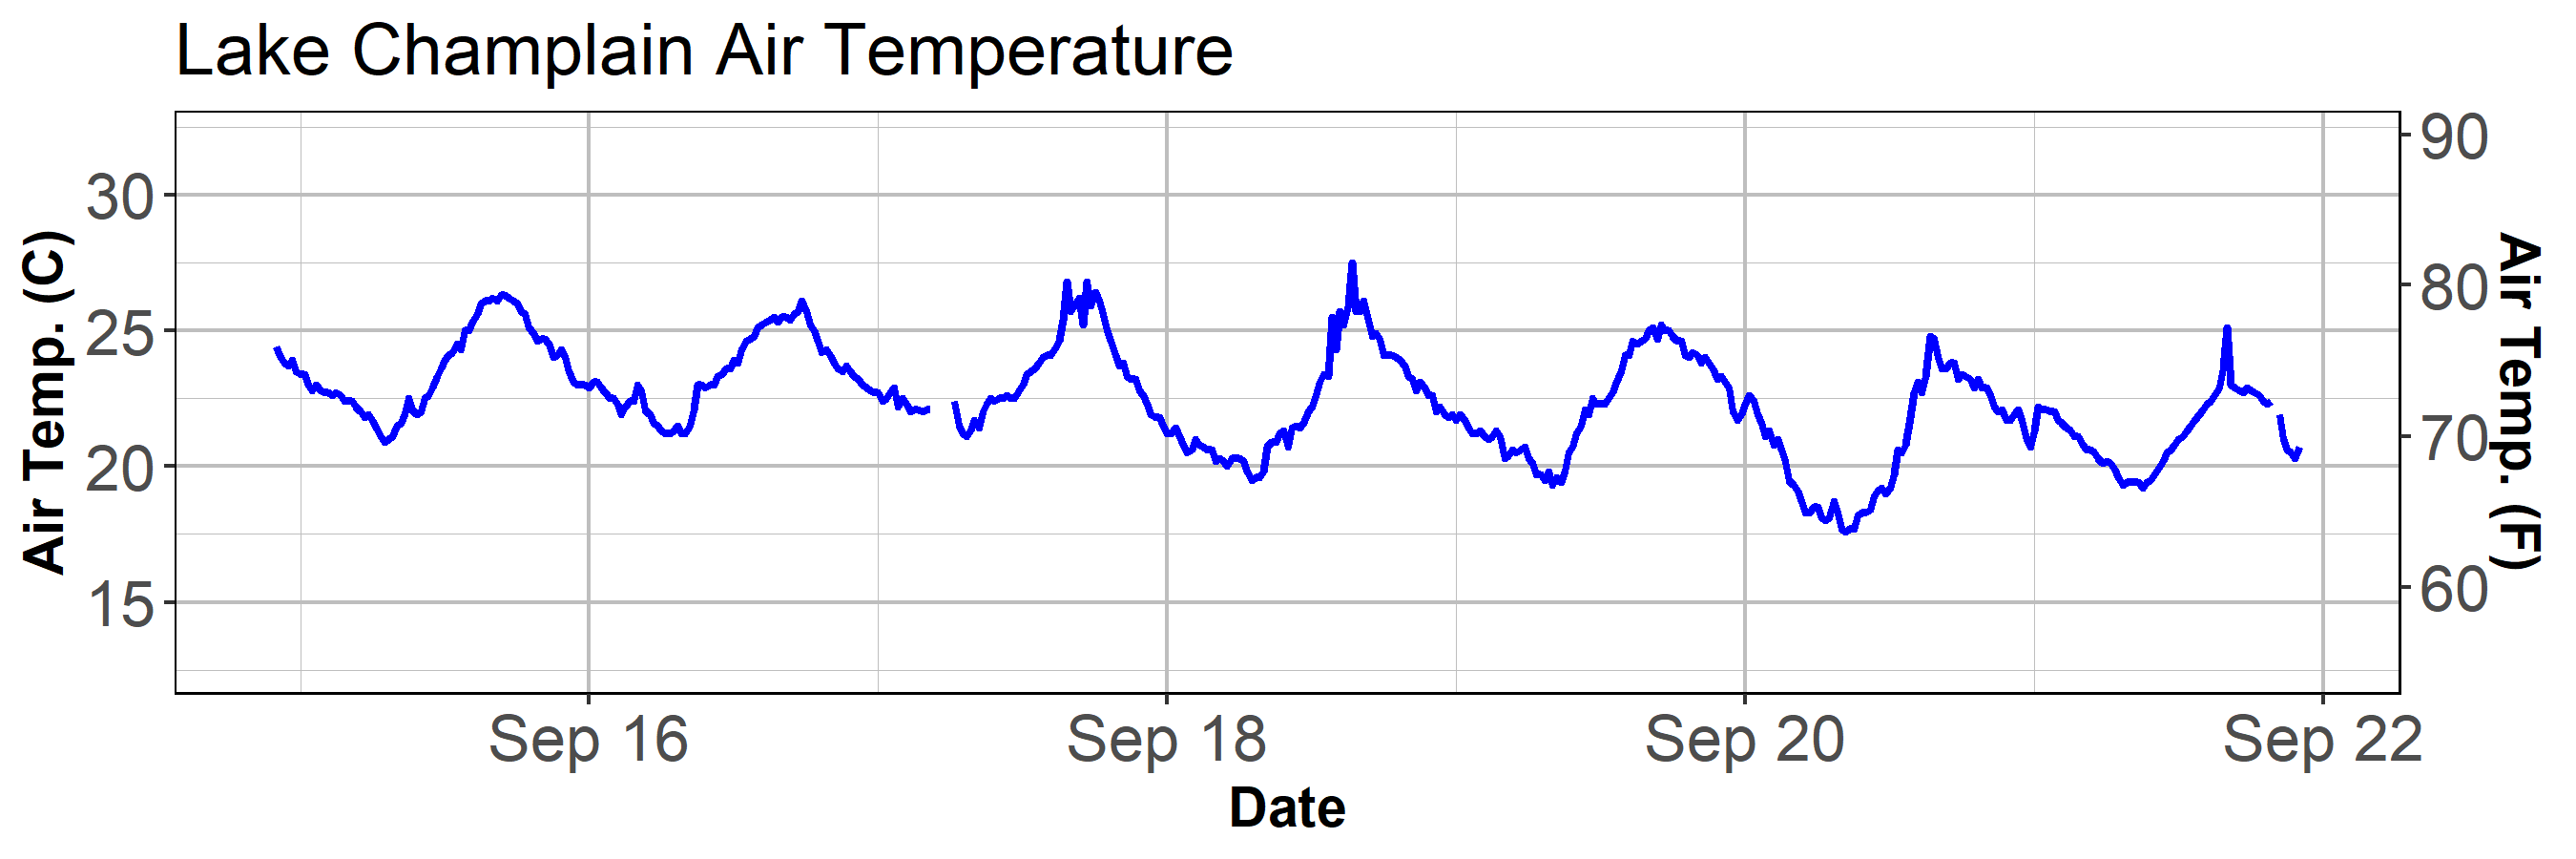 Lake Champlain Air Temperature
Air Temp. (C)
30
25
20
15
90
80
70
60
Air Temp. (F)
Sep 16 Sep 18 Sep 20 Sep 22
Date